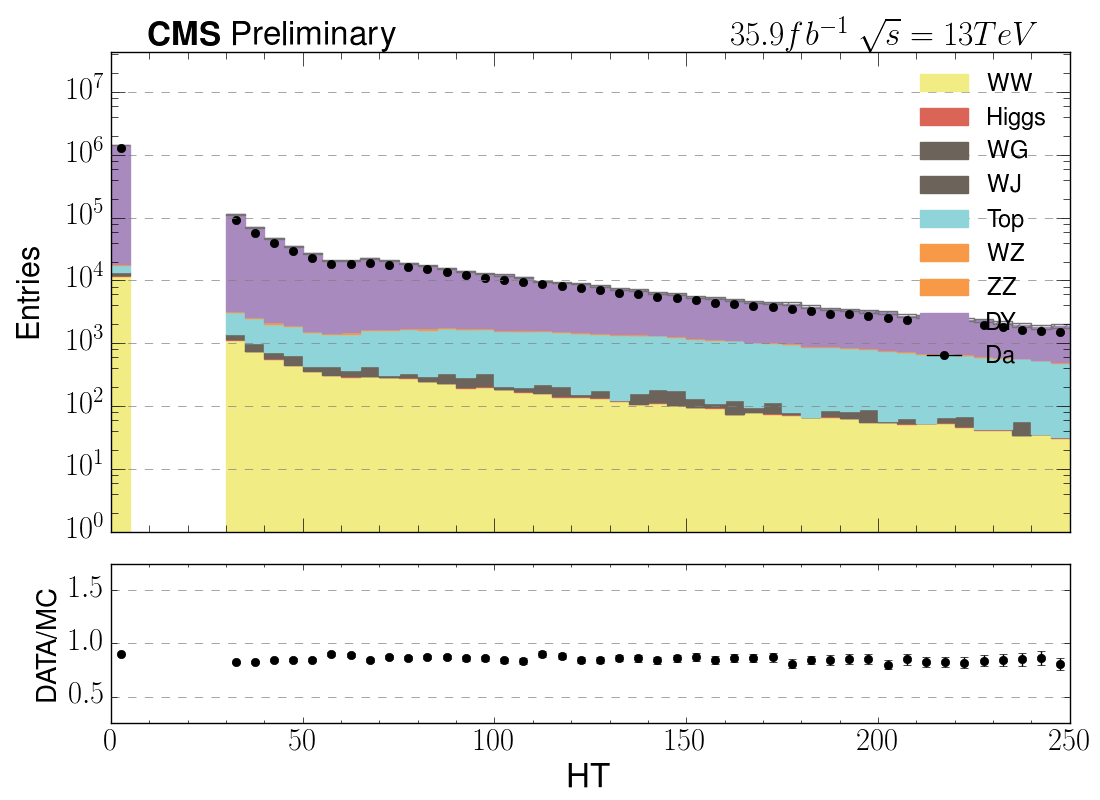 CMS Preliminary
35.9fb⁻¹ √s = 13TeV
Entries
10⁷
10⁶
10⁵
10⁴
10³
10²
10¹
10⁰
WW
Higgs
WG
WJ
Top
WZ
ZZ
DY
Da
DATA/MC
1.5
1.0
0.5
0 50 100 150 200 250
HT